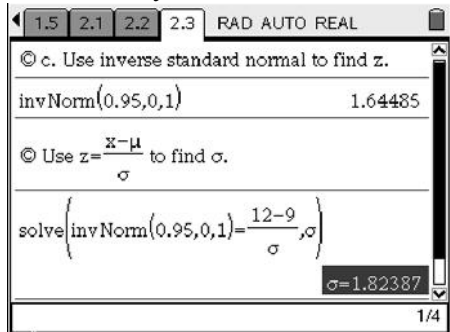 1.5 2.1 2.2 2.3 RAD AUTO REAL
© c. Use inverse standard normal to find z.
invNorm(0.95,0,1) 1.64485
© Use z=(x−μ)/σ to find σ.
solve(invNorm(0.95,0,1)=(12−9)/σ,σ)
σ=1.82387
1/4